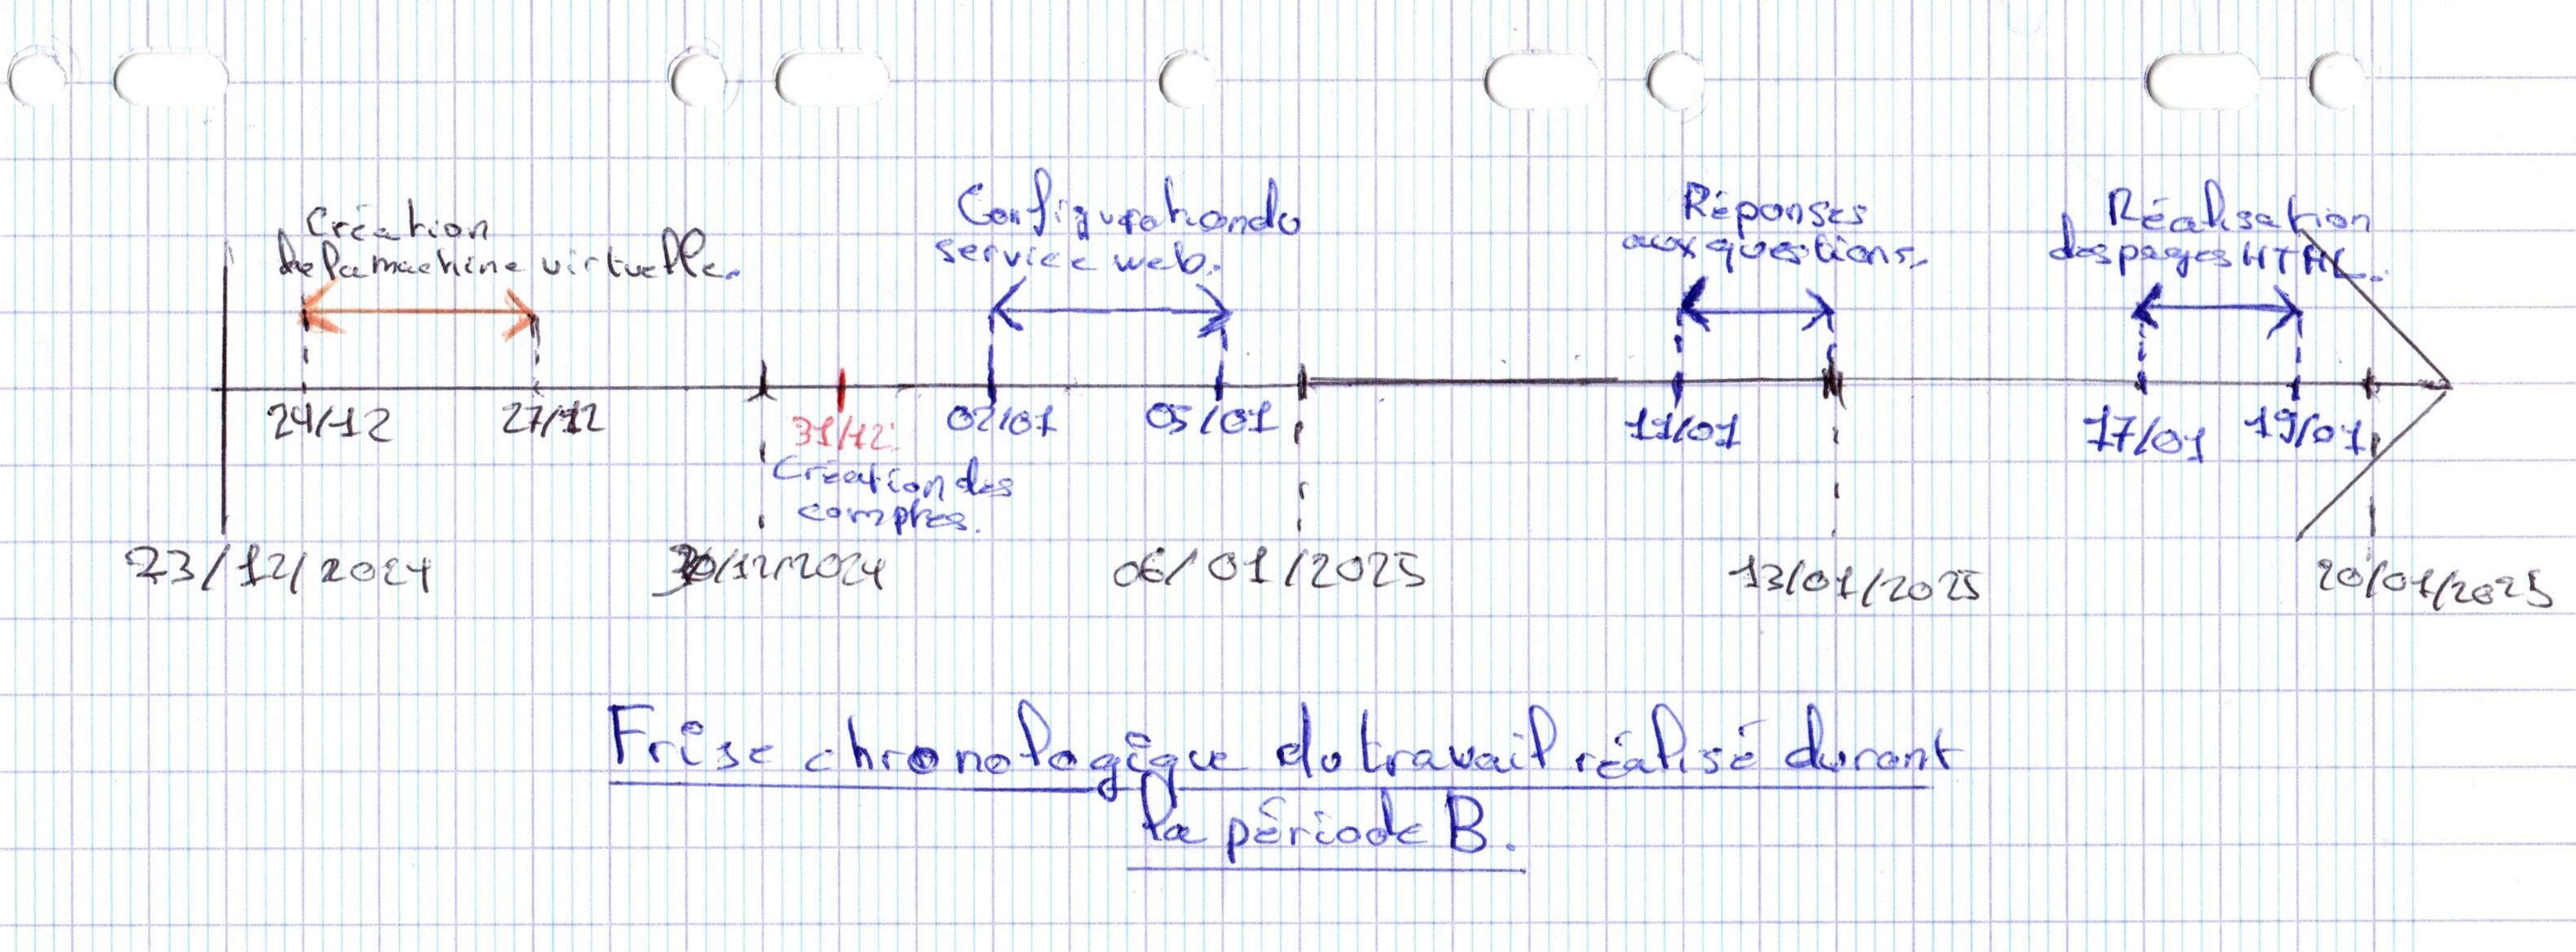 Création
de la machine virtuelle.
Configuration du
service web.
Réponses
aux questions.
Réalisation
des pages HTML.
24/12
27/12
31/12:
Création des
comptes.
02/01
05/01
11/01
17/01
19/01
23/12/2024
30/12/2024
06/01/2025
13/01/2025
20/01/2025
Frise chronologique du travail réalisé durant
la période B.